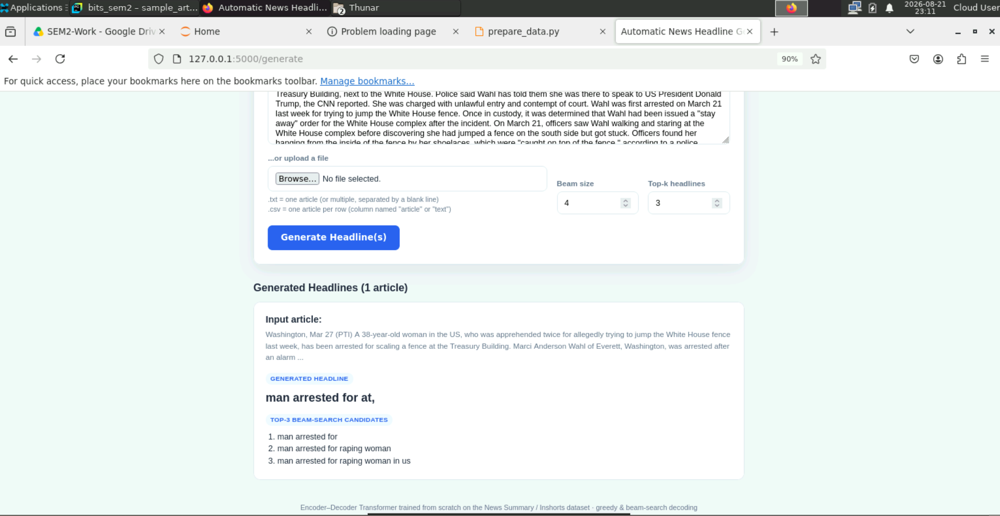 Applications
bits_sem2 – sample_art...
Automatic News Headli...
2
Thunar
2026-08-21
23:11
Cloud User
SEM2-Work - Google Driv
Home
Problem loading page
prepare_data.py
Automatic News Headline G
127.0.0.1:5000/generate
90%
For quick access, place your bookmarks here on the bookmarks toolbar. Manage bookmarks...
Treasury Building, next to the White House. Police said Wahl has told them she was there to speak to US President Donald
Trump, the CNN reported. She was charged with unlawful entry and contempt of court. Wahl was first arrested on March 21
last week for trying to jump the White House fence. Once in custody, it was determined that Wahl had been issued a "stay
away" order for the White House complex after the incident. On March 21, officers saw Wahl walking and staring at the
White House complex before discovering she had jumped a fence on the south side but got stuck. Officers found her
hanging from the inside of the fence by her shoelaces, which were "caught on top of the fence," according to a police
...or upload a file
Browse... No file selected.
Beam size
Top-k headlines
4
3
.txt = one article (or multiple, separated by a blank line)
.csv = one article per row (column named "article" or "text")
Generate Headline(s)
Generated Headlines (1 article)
Input article:
Washington, Mar 27 (PTI) A 38-year-old woman in the US, who was apprehended twice for allegedly trying to jump the White House fence
last week, has been arrested for scaling a fence at the Treasury Building. Marci Anderson Wahl of Everett, Washington, was arrested after
an alarm ...
GENERATED HEADLINE
man arrested for at,
TOP-3 BEAM-SEARCH CANDIDATES
1. man arrested for
2. man arrested for raping woman
3. man arrested for raping woman in us
Encoder–Decoder Transformer trained from scratch on the News Summary / Inshorts dataset · greedy & beam-search decoding